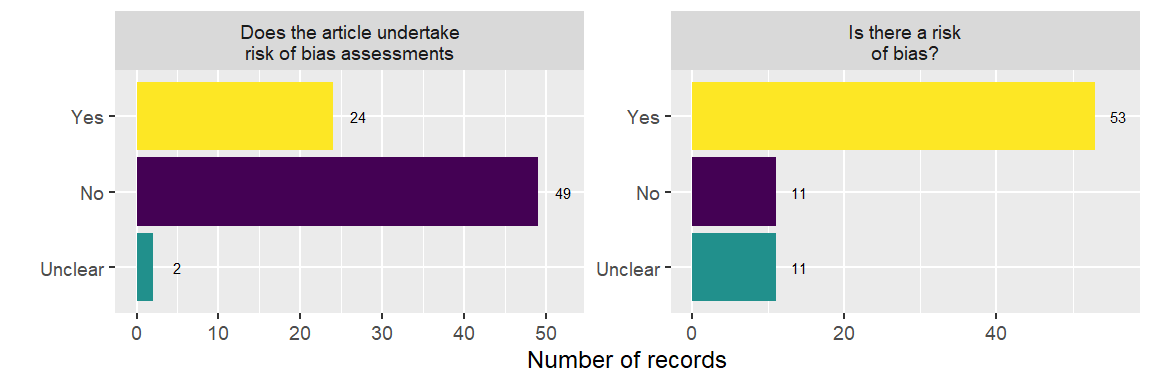 Does the article undertake
risk of bias assessments
Yes
24
No
49
Unclear
2
0 10 20 30 40 50
Is there a risk
of bias?
Yes
53
No
11
Unclear
11
0 20 40
Number of records